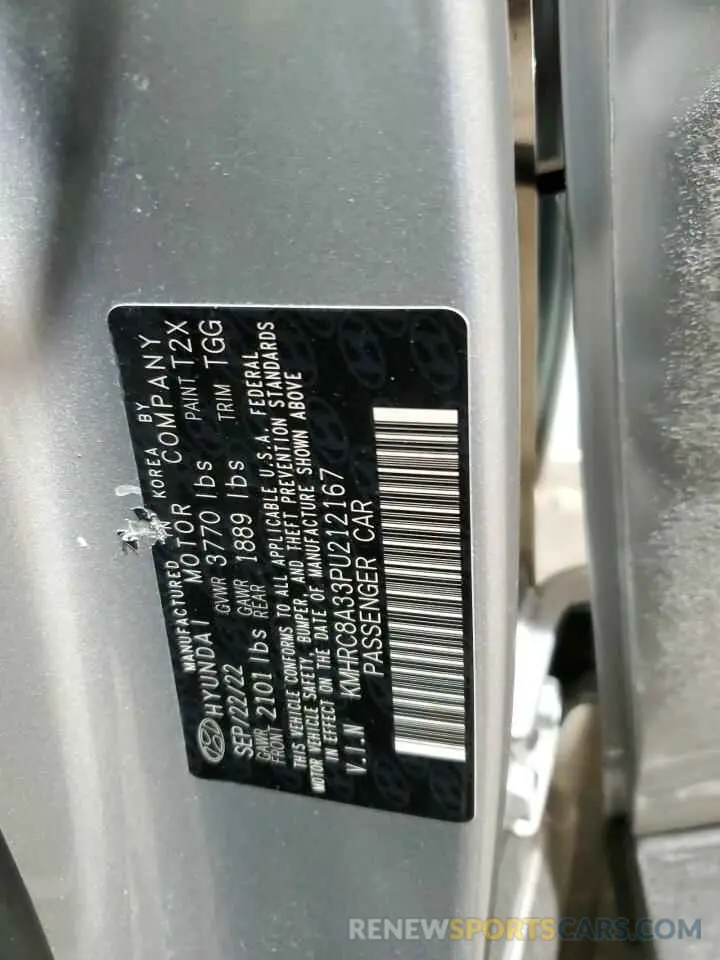 MANUFACTURED IN KOREA BY
HYUNDAI MOTOR COMPANY
SEP/22/22 GVWR 3770 lbs PAINT T2X
GAWR FRONT 2101 lbs GAWR REAR 1889 lbs TRIM TGG
THIS VEHICLE CONFORMS TO ALL APPLICABLE U.S.A. FEDERAL
MOTOR VEHICLE SAFETY, BUMPER, AND THEFT PREVENTION STANDARDS
IN EFFECT ON THE DATE OF MANUFACTURE SHOWN ABOVE
V.I.N KMHRC8A33PU212167
PASSENGER CAR
RENEWSPORTSCARS.COM